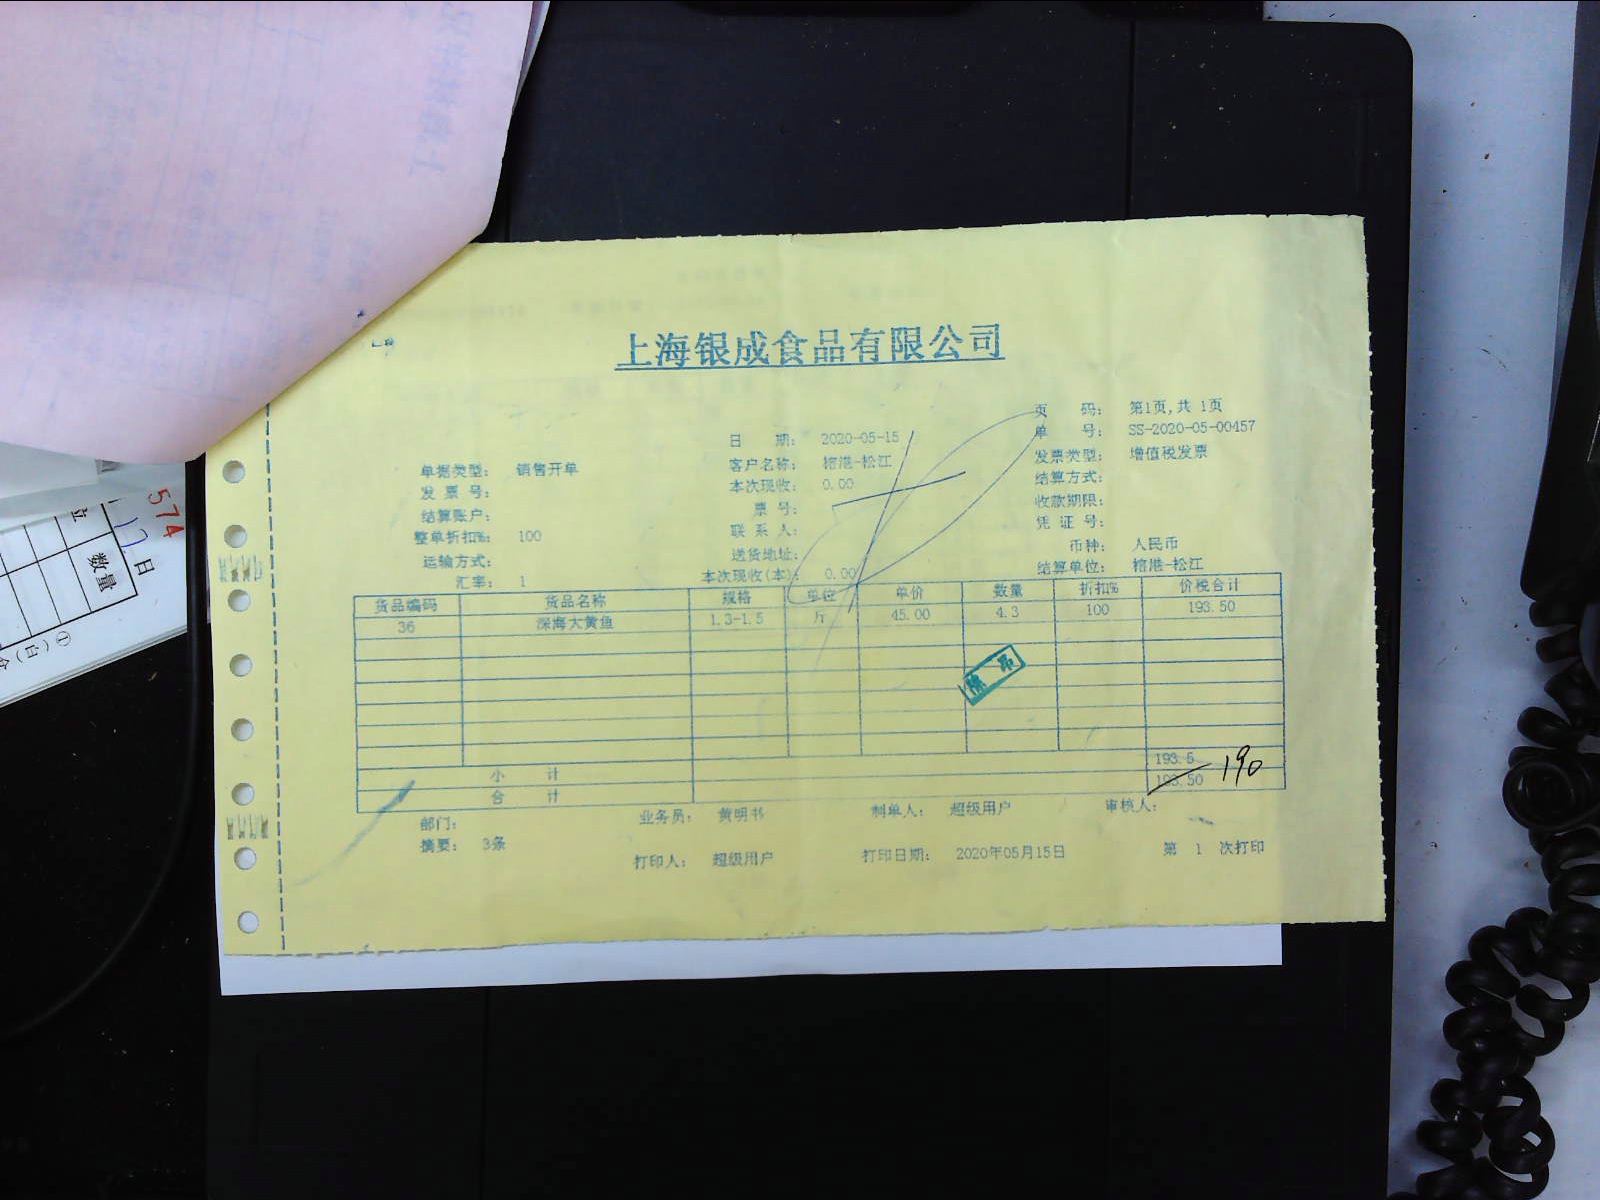 上海银成食品有限公司
页 码： 第1页,共 1页
日 期： 2020-05-15 单 号： SS-2020-05-00457
单据类型： 销售开单 客户名称： 榕港-松江 发票类型： 增值税发票
发 票 号： 本次现收： 0.00 结算方式：
结算账户： 票 号： 收款期限：
整单折扣%： 100 联 系 人： 凭 证 号：
运输方式： 送货地址： 币种： 人民币
汇率： 1 本次现收(本)： 0.00 结算单位： 榕港-松江
货品编码 货品名称 规格 单位 单价 数量 折扣% 价税合计
36 深海大黄鱼 1.3-1.5 斤 45.00 4.3 100 193.50
小 计 193.5
合 计 193.50 190
部门： 业务员： 黄明书 制单人： 超级用户 审核人：
摘要： 3条 打印人： 超级用户 打印日期： 2020年05月15日 第 1 次打印
574
17日
数量